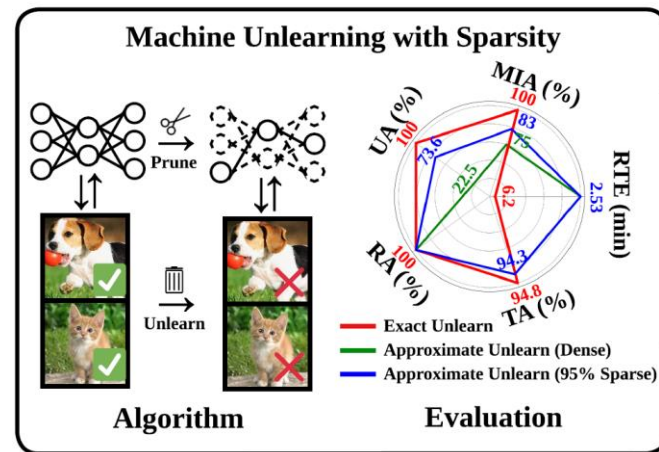 Machine Unlearning with Sparsity
Prune
Unlearn
Algorithm
MIA (%)
100
83
75
UA (%)
100
73.6
22.5
RTE (min)
2.53
6.2
RA (%)
100
94.3
94.8
TA (%)
Exact Unlearn
Approximate Unlearn (Dense)
Approximate Unlearn (95% Sparse)
Evaluation